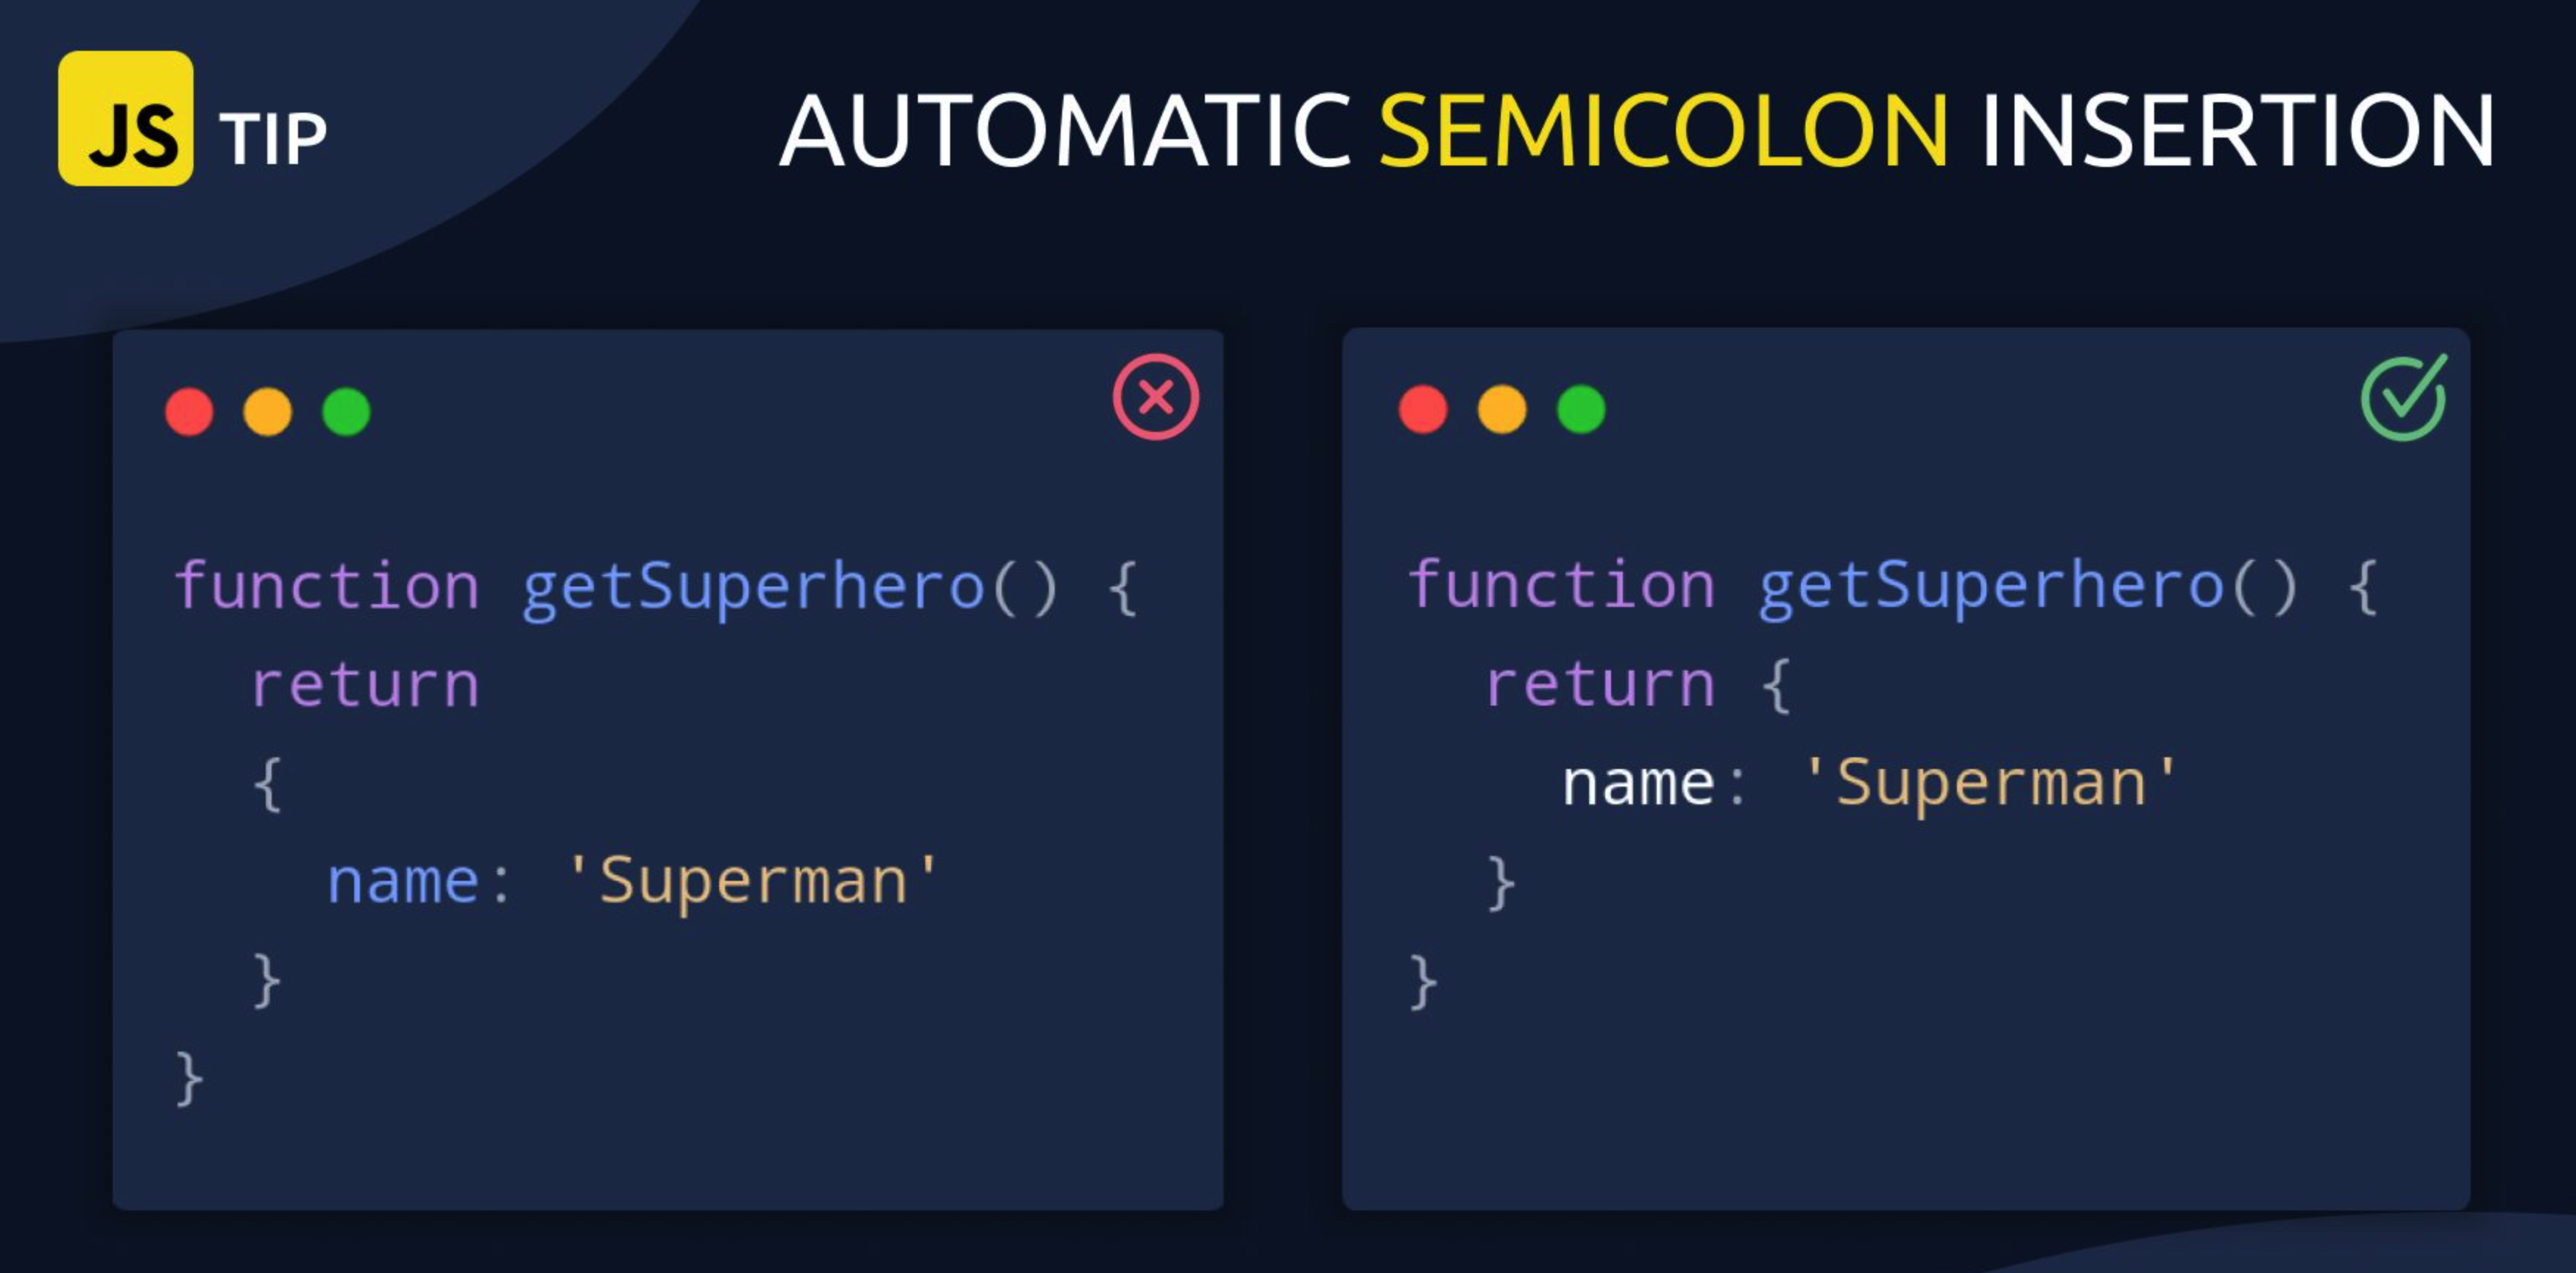 JS TIP
AUTOMATIC SEMICOLON INSERTION
function getSuperhero() {
  return
  {
    name: 'Superman'
  }
}
function getSuperhero() {
  return {
    name: 'Superman'
  }
}